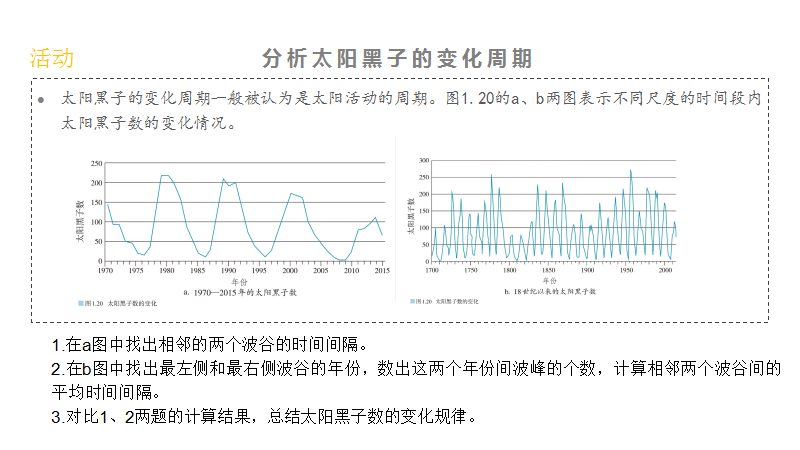 活动
分析太阳黑子的变化周期
● 太阳黑子的变化周期一般被认为是太阳活动的周期。图1.20的a、b两图表示不同尺度的时间段内
太阳黑子数的变化情况。
太阳黑子数
250
200
150
100
50
0
1970 1975 1980 1985 1990 1995 2000 2005 2010 2015
年份
a. 1970—2015年的太阳黑子数
图1.20 太阳黑子数的变化
太阳黑子数
300
250
200
150
100
50
0
1700 1750 1800 1850 1900 1950 2000
年份
b. 18世纪以来的太阳黑子数
图1.20 太阳黑子数的变化
1.在a图中找出相邻的两个波谷的时间间隔。
2.在b图中找出最左侧和最右侧波谷的年份，数出这两个年份间波峰的个数，计算相邻两个波谷间的
平均时间间隔。
3.对比1、2两题的计算结果，总结太阳黑子数的变化规律。